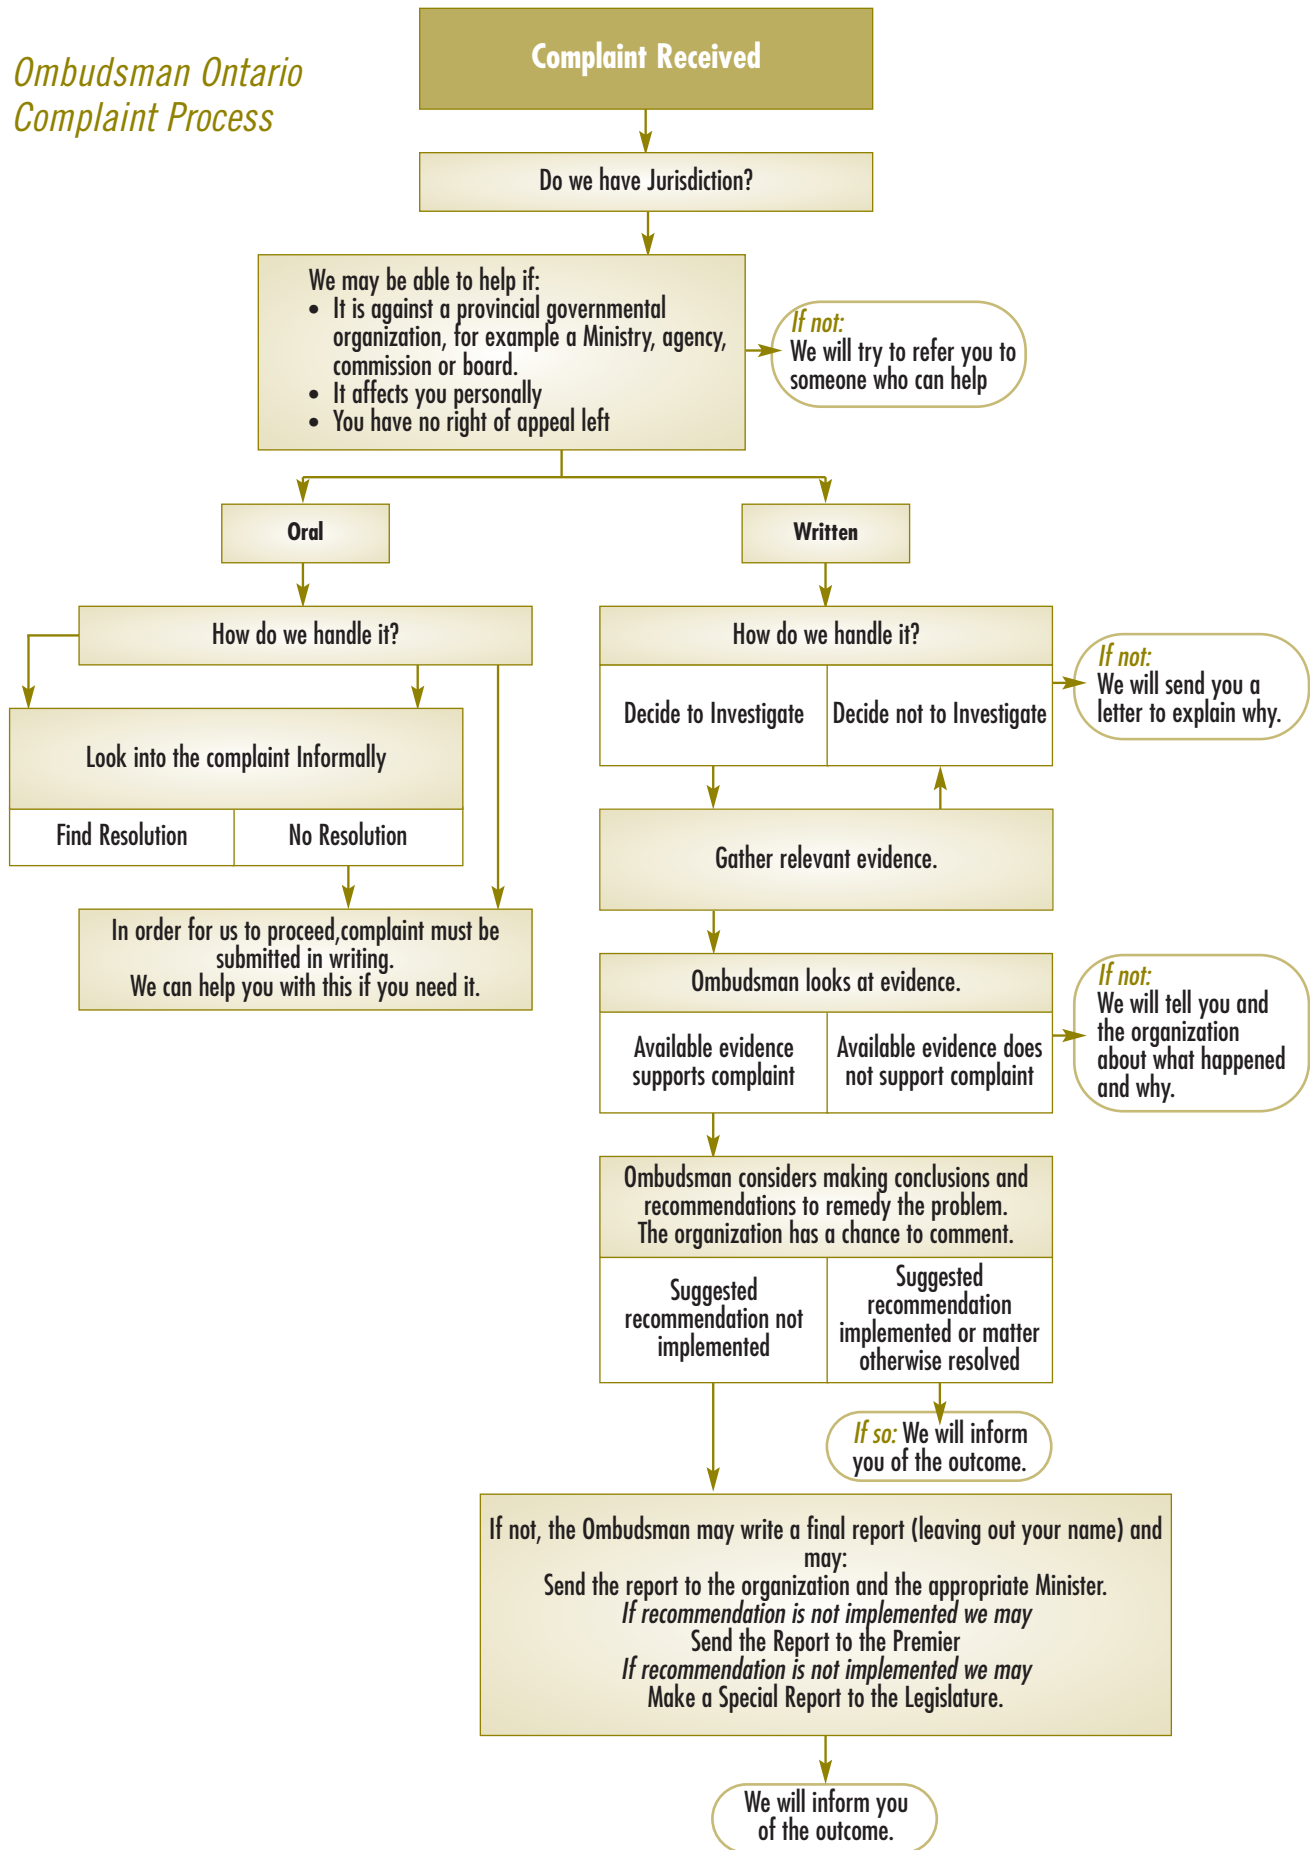 Ombudsman Ontario
Complaint Process
Complaint Received
Do we have Jurisdiction?
We may be able to help if:
• It is against a provincial governmental
organization, for example a Ministry, agency,
commission or board.
• It affects you personally
• You have no right of appeal left
If not:
We will try to refer you to
someone who can help
Oral
Written
How do we handle it?
Look into the complaint Informally
Find Resolution
No Resolution
In order for us to proceed,complaint must be
submitted in writing.
We can help you with this if you need it.
How do we handle it?
Decide to Investigate
Decide not to Investigate
If not:
We will send you a
letter to explain why.
Gather relevant evidence.
Ombudsman looks at evidence.
Available evidence
supports complaint
Available evidence does
not support complaint
If not:
We will tell you and
the organization
about what happened
and why.
Ombudsman considers making conclusions and
recommendations to remedy the problem.
The organization has a chance to comment.
Suggested
recommendation not
implemented
Suggested
recommendation
implemented or matter
otherwise resolved
If so: We will inform
you of the outcome.
If not, the Ombudsman may write a final report (leaving out your name) and
may:
Send the report to the organization and the appropriate Minister.
If recommendation is not implemented we may
Send the Report to the Premier
If recommendation is not implemented we may
Make a Special Report to the Legislature.
We will inform you
of the outcome.